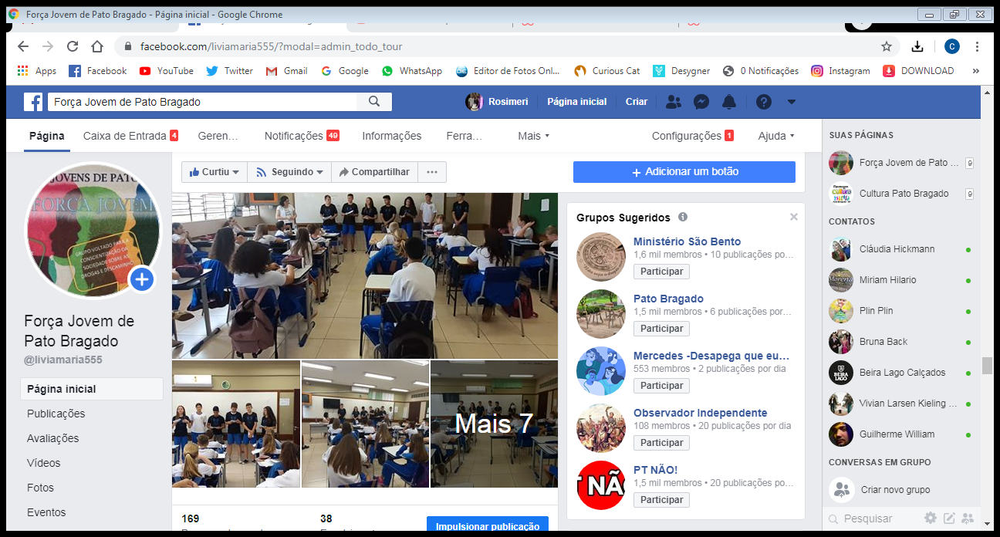 Força Jovem de Pato Bragado - Página inicial - Google Chrome
facebook.com/liviamaria555/?modal=admin_todo_tour
C
Apps Facebook YouTube Twitter Gmail Google WhatsApp Editor de Fotos Onl... Curious Cat Desygner 0 Notificações Instagram DOWNLOAD »
Força Jovem de Pato Bragado
Rosimeri Página inicial Criar
Página Caixa de Entrada 4 Geren… Notificações 49 Informações Ferra… Mais Configurações 1 Ajuda
Curtiu Seguindo Compartilhar ...
+ Adicionar um botão
JOVENS DE PATO
FORÇA JOVEM
GRUPO VOLTADO PARA A
CONSCIENTIZAÇÃO DA
SOCIEDADE SOBRE AS
DROGAS E DESCAMINHO
Força Jovem de
Pato Bragado
@liviamaria555
Página inicial
Publicações
Avaliações
Vídeos
Fotos
Eventos
Mais 7
169
38
Impulsionar publicação
Grupos Sugeridos
Ministério São Bento
1,6 mil membros • 10 publicações po…
Participar
Pato Bragado
1,5 mil membros • 6 publicações por…
Participar
Mercedes -Desapega que eu…
553 membros • 2 publicações por dia
Participar
Observador Independente
108 membros • 20 publicações por dia
Participar
NÃ
PT NÃO!
1,5 mil membros • 20 publicações po…
Participar
SUAS PÁGINAS
Força Jovem de Pato ... 9
Cultura Pato Bragado 9
CONTATOS
Cláudia Hickmann
Miriam Hilario
Plin Plin
Bruna Back
BEIRA
LAGO
Beira Lago Calçados
Vivian Larsen Kieling ...
Guilherme William
CONVERSAS EM GRUPO
Criar novo grupo
Pesquisar